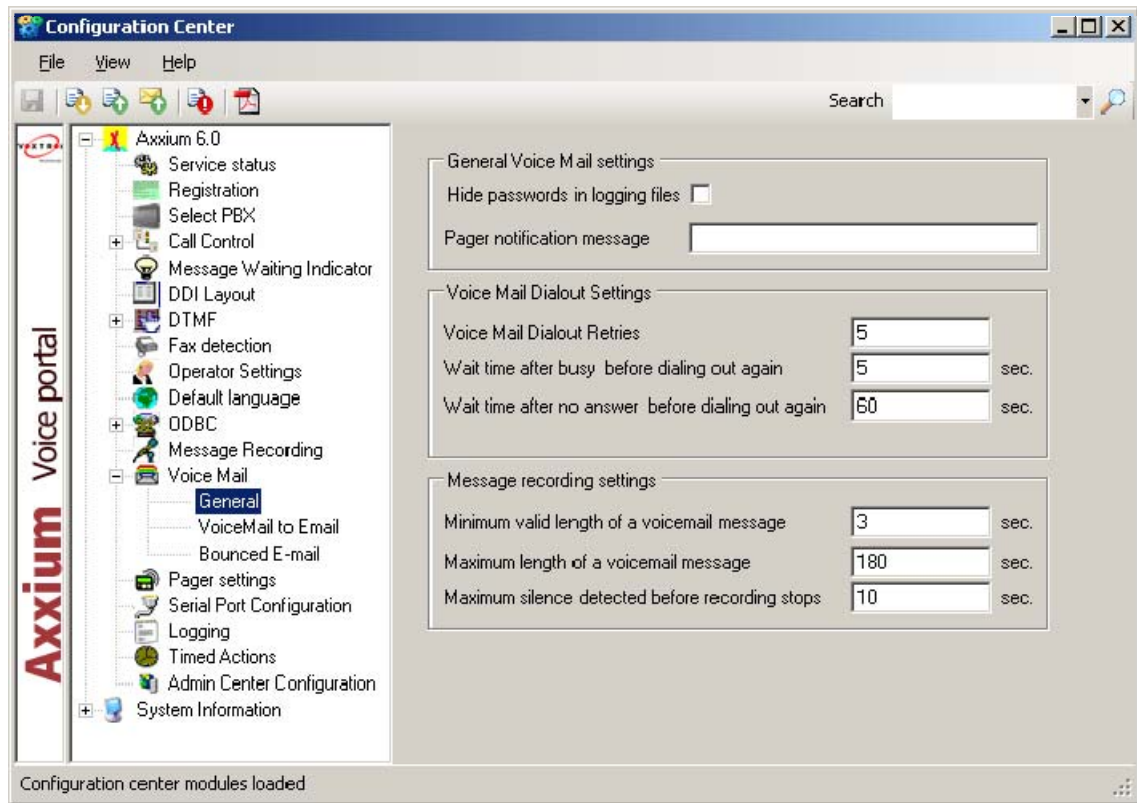 Configuration Center
File View Help
Search
Axxium Voice portal
Axxium 6.0
Service status
Registration
Select PBX
Call Control
Message Waiting Indicator
DDI Layout
DTMF
Fax detection
Operator Settings
Default language
ODBC
Message Recording
Voice Mail
General
VoiceMail to Email
Bounced E-mail
Pager settings
Serial Port Configuration
Logging
Timed Actions
Admin Center Configuration
System Information
General Voice Mail settings
Hide passwords in logging files
Pager notification message
Voice Mail Dialout Settings
Voice Mail Dialout Retries 5
Wait time after busy before dialing out again 5 sec.
Wait time after no answer before dialing out again 60 sec.
Message recording settings
Minimum valid length of a voicemail message 3 sec.
Maximum length of a voicemail message 180 sec.
Maximum silence detected before recording stops 10 sec.
Configuration center modules loaded